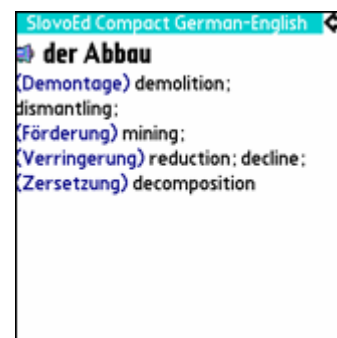 SlovoEd Compact German-English
der Abbau
(Demontage) demolition;
dismantling;
(Förderung) mining;
(Verringerung) reduction; decline;
(Zersetzung) decomposition